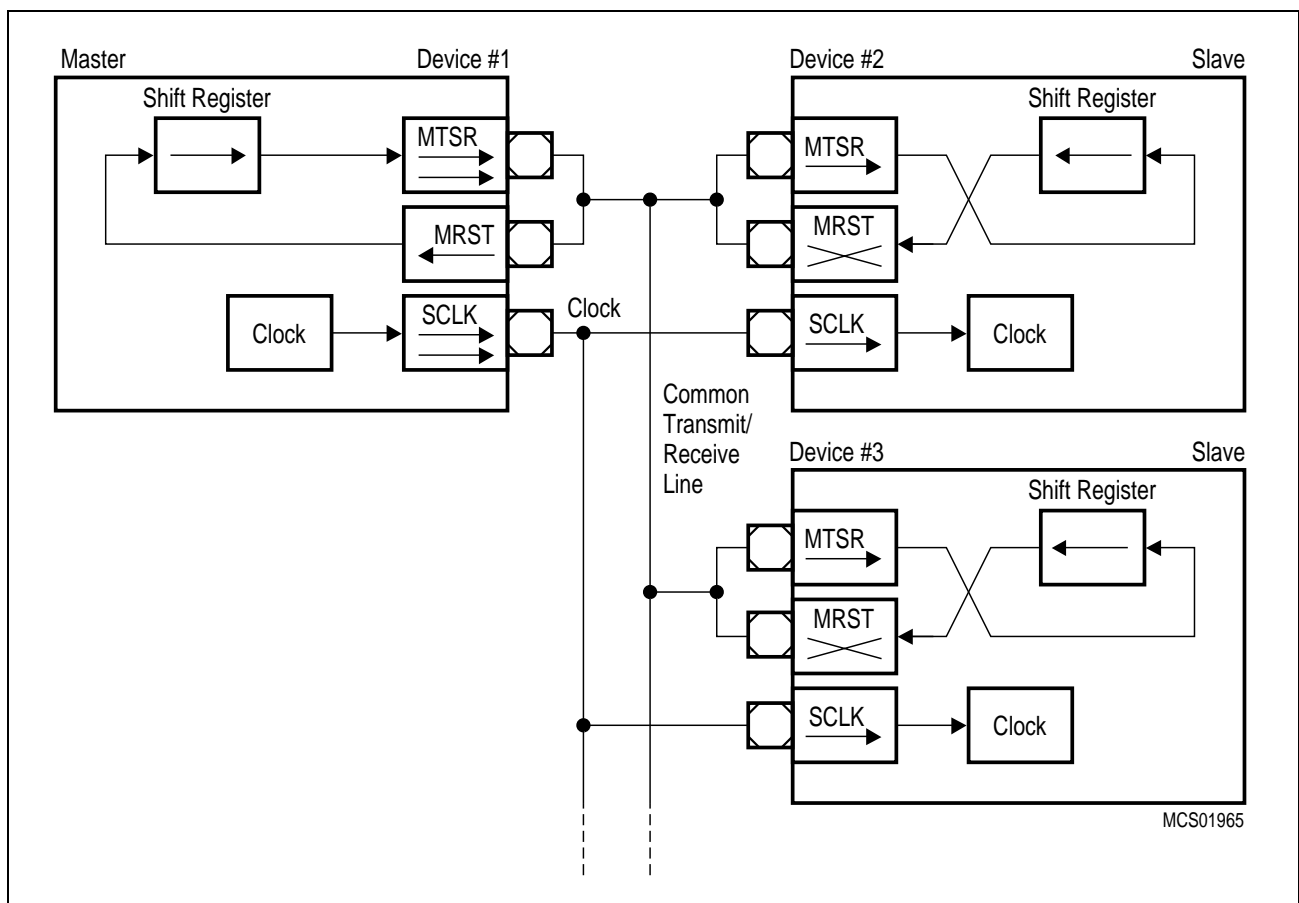 Master
Device #1
Shift Register
MTSR
MRST
Clock
SCLK
Clock
Common
Transmit/
Receive
Line
Device #2
Slave
Shift Register
MTSR
MRST
SCLK
Clock
Device #3
Slave
Shift Register
MTSR
MRST
SCLK
Clock
MCS01965